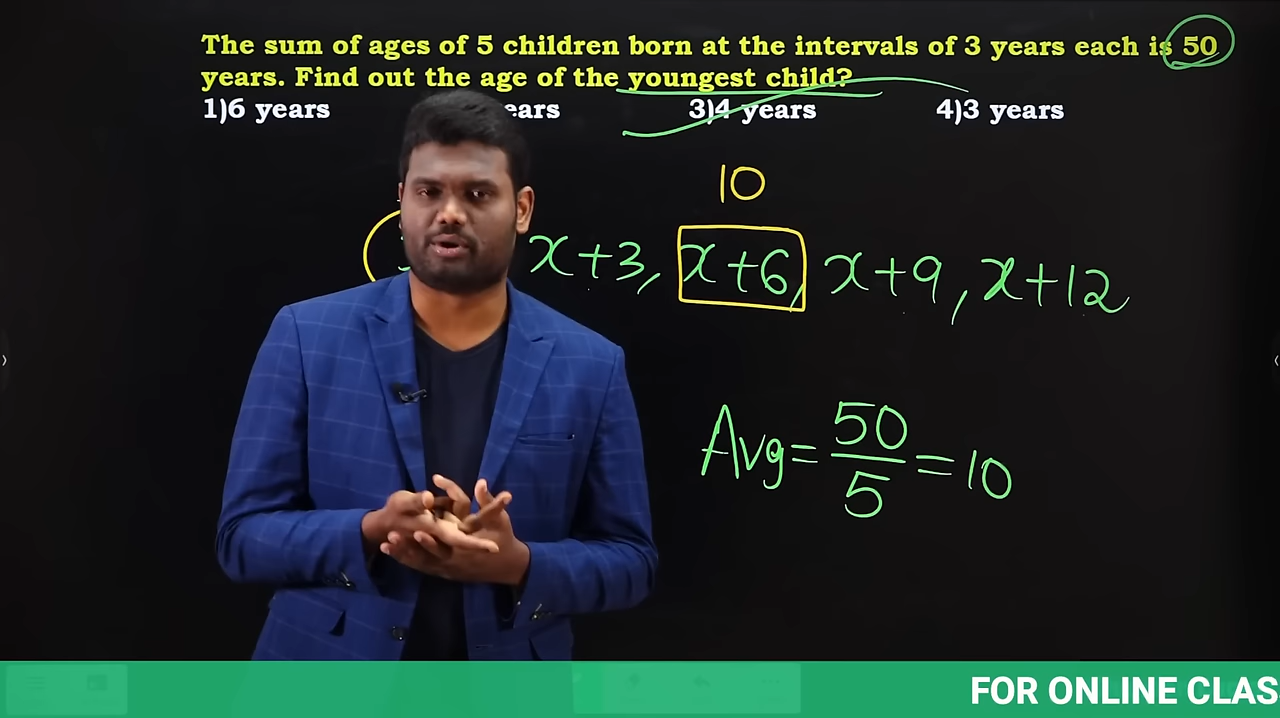 The sum of ages of 5 children born at the intervals of 3 years each is 50
years. Find out the age of the youngest child?
1)6 years 3)4 years 4)3 years
10
x+3, x+6, x+9, x+12
Avg = 50/5 = 10
FOR ONLINE CLAS